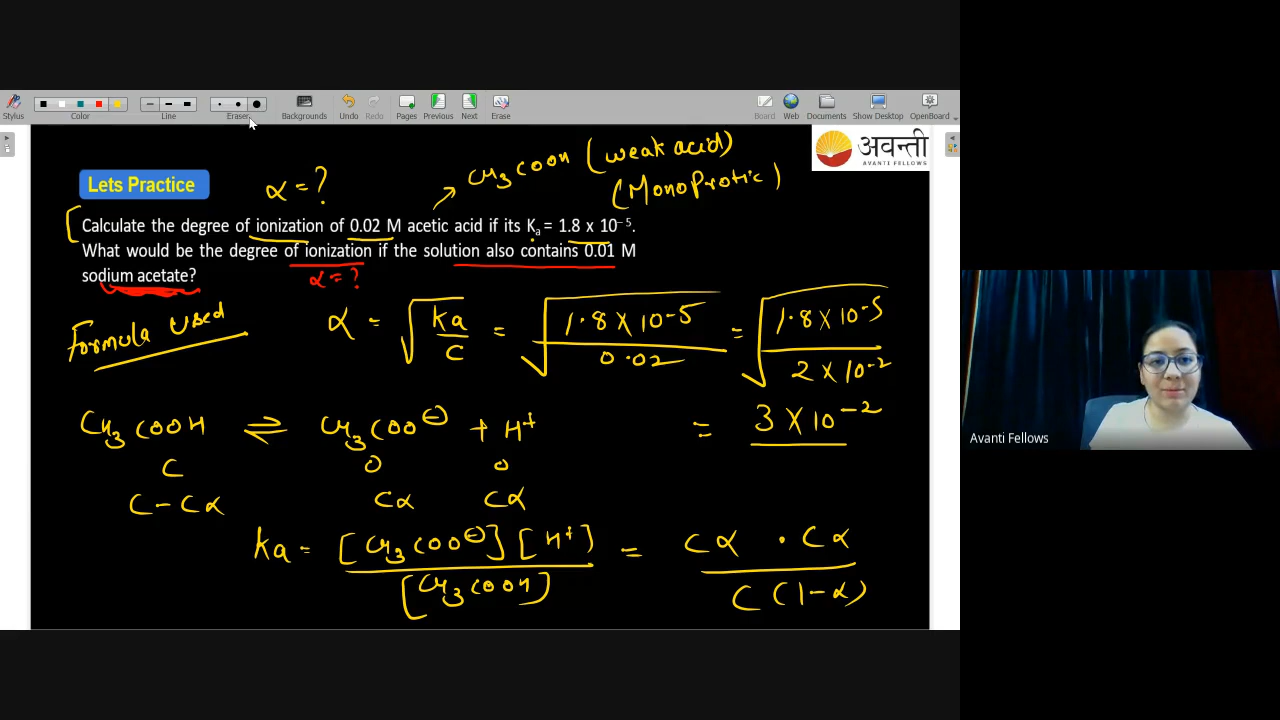 Stylus
Color
Line
Eraser
Backgrounds
Undo
Redo
Pages
Previous
Next
Erase
Board
Web
Documents
Show Desktop
OpenBoard
अवन्ती
AVANTI FELLOWS
Lets Practice
α = ?
CH3COOH (weak acid)
(MonoProtic)
Calculate the degree of ionization of 0.02 M acetic acid if its Ka = 1.8 x 10⁻⁵.
What would be the degree of ionization if the solution also contains 0.01 M
sodium acetate?
α = ?
Formula Used
α = √(ka/C) = √(1.8 X 10-5/0.02) = √(1.8 X 10-5/2 X 10-2)
= 3 X 10-2
CH3COOH ⇌ CH3COO⊖ + H+
C 0 0
C-Cα Cα Cα
ka = [CH3COO⊖][H+]/[CH3COOH] = Cα . Cα/C(1-α)
Avanti Fellows